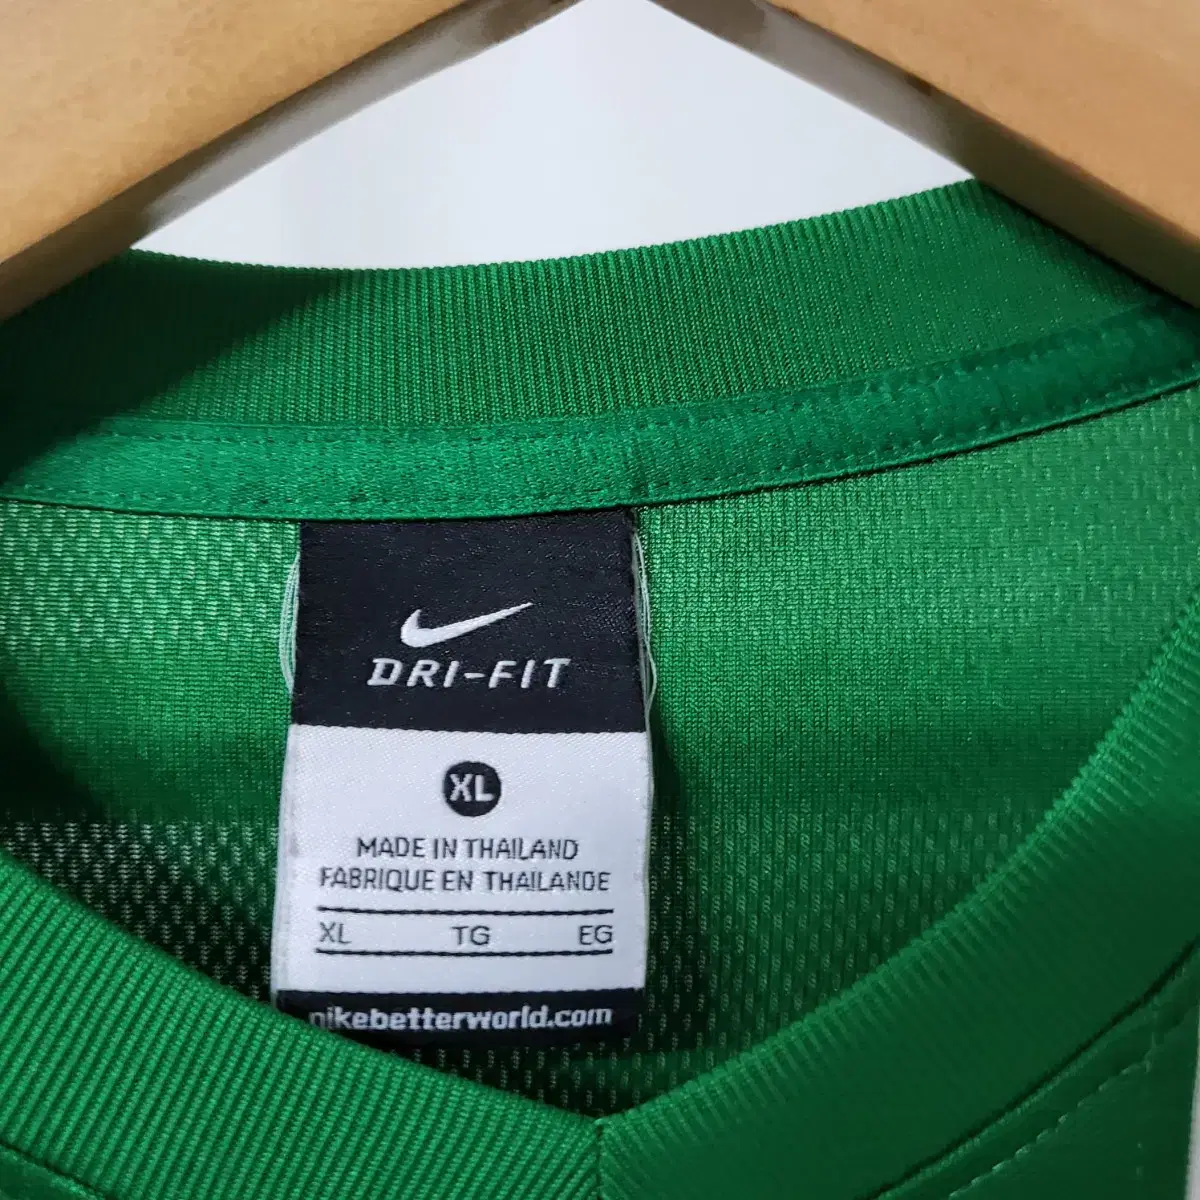 DRI-FIT
XL
MADE IN THAILAND
FABRIQUE EN THAILANDE
XL TG EG
nikebetterworld.com